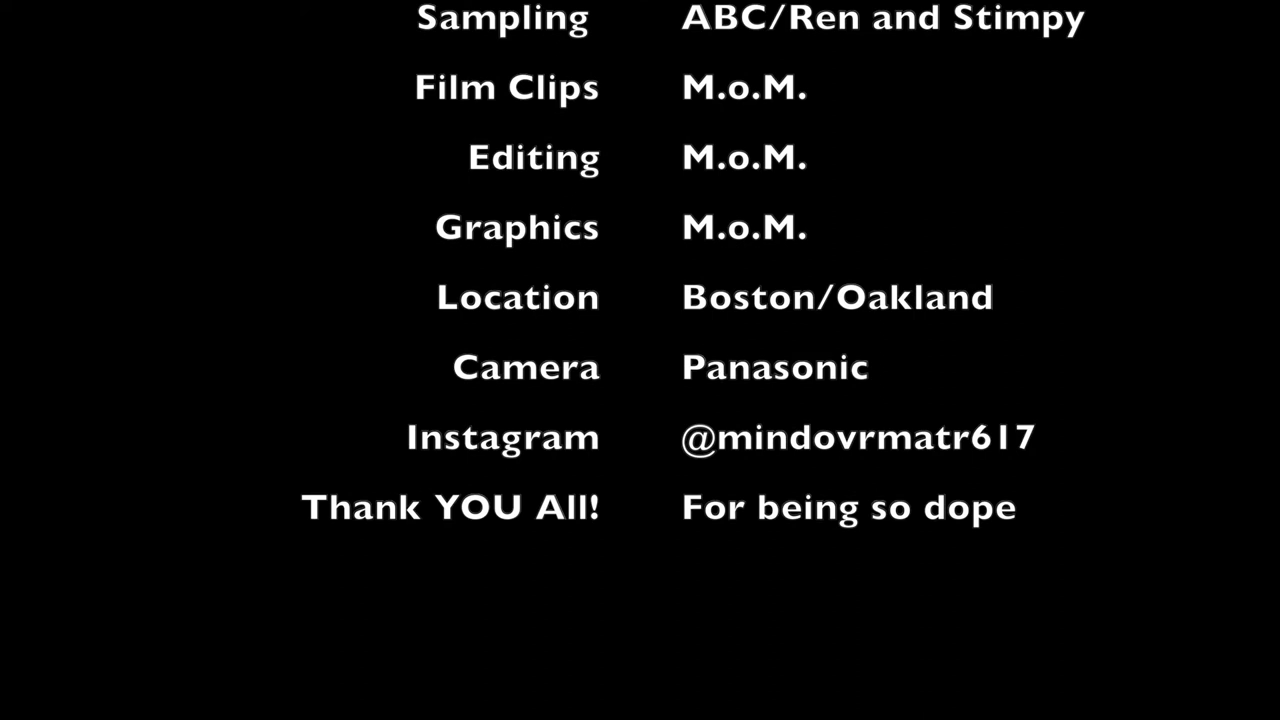 Sampling ABC/Ren and Stimpy
Film Clips M.o.M.
Editing M.o.M.
Graphics M.o.M.
Location Boston/Oakland
Camera Panasonic
Instagram @mindovrmatr617
Thank YOU All! For being so dope